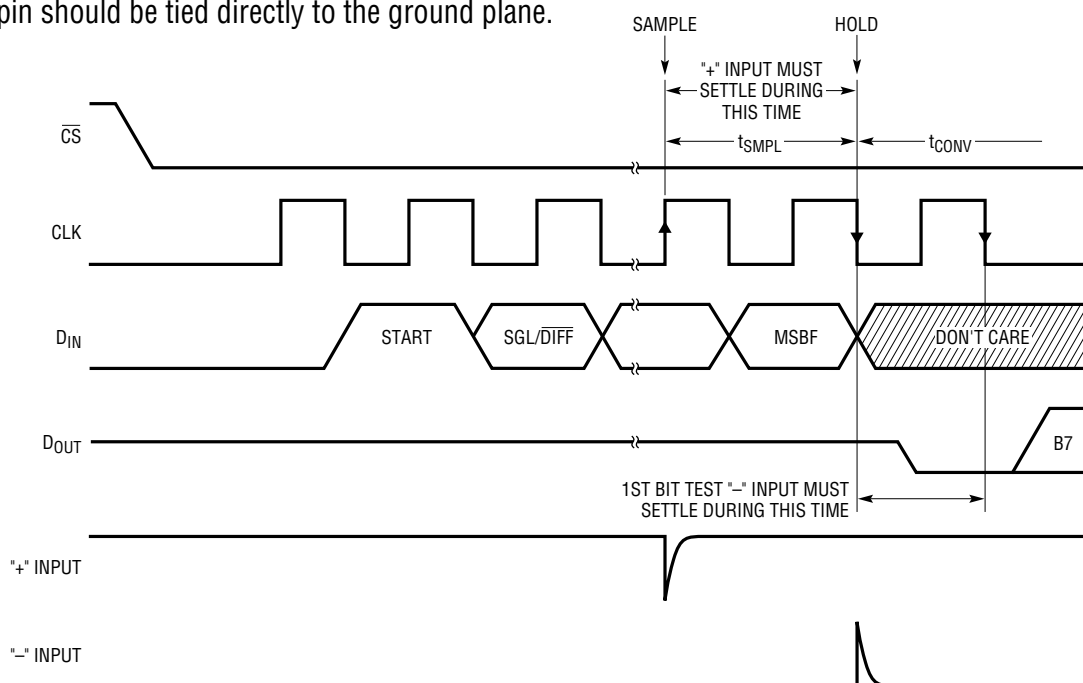 pin should be tied directly to the ground plane.
SAMPLE
HOLD
"+" INPUT MUST
SETTLE DURING
THIS TIME
tSMPL
tCONV
C̅S̅
CLK
DIN
START
SGL/D̅I̅F̅F̅
MSBF
DON'T CARE
DOUT
B7
1ST BIT TEST "–" INPUT MUST
SETTLE DURING THIS TIME
"+" INPUT
"–" INPUT